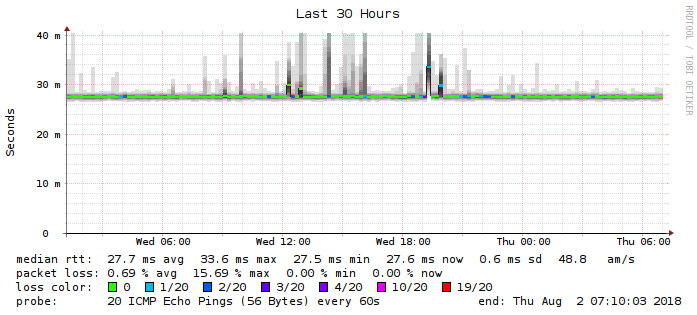 Last 30 Hours
RRDTOOL / TOBI OETIKER
Seconds
40 m
30 m
20 m
10 m
0
Wed 06:00 Wed 12:00 Wed 18:00 Thu 00:00 Thu 06:00
median rtt: 27.7 ms avg 33.6 ms max 27.5 ms min 27.6 ms now 0.6 ms sd 48.8 am/s
packet loss: 0.69 % avg 15.69 % max 0.00 % min 0.00 % now
loss color: 0 1/20 2/20 3/20 4/20 10/20 19/20
probe: 20 ICMP Echo Pings (56 Bytes) every 60s end: Thu Aug 2 07:10:03 2018